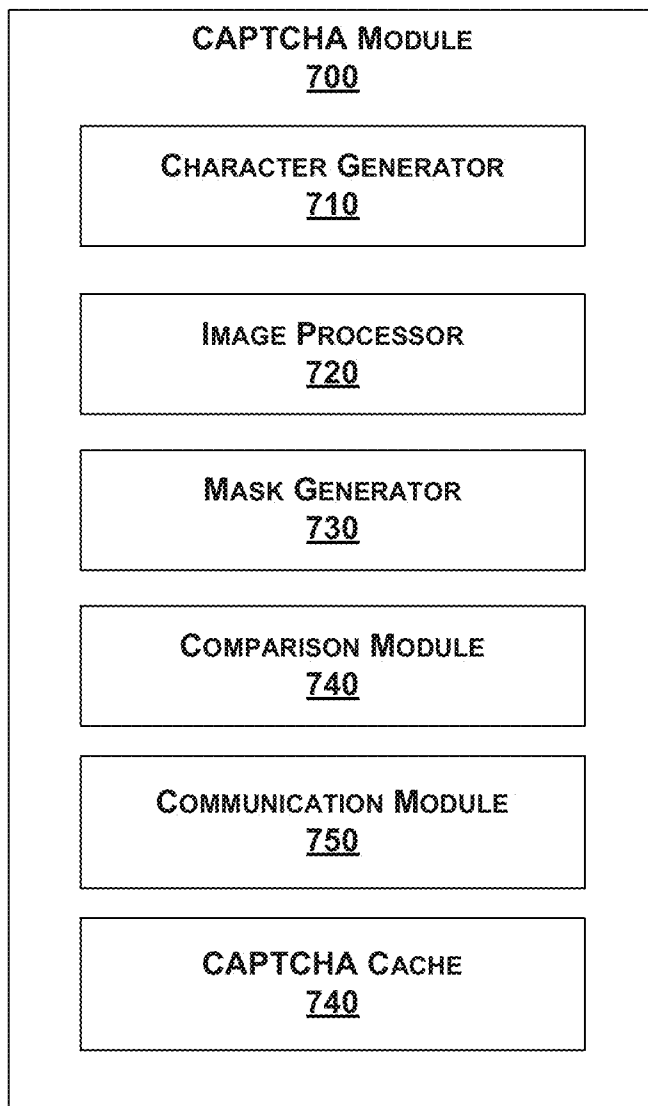 CAPTCHA MODULE
700
CHARACTER GENERATOR
710
IMAGE PROCESSOR
720
MASK GENERATOR
730
COMPARISON MODULE
740
COMMUNICATION MODULE
750
CAPTCHA CACHE
740